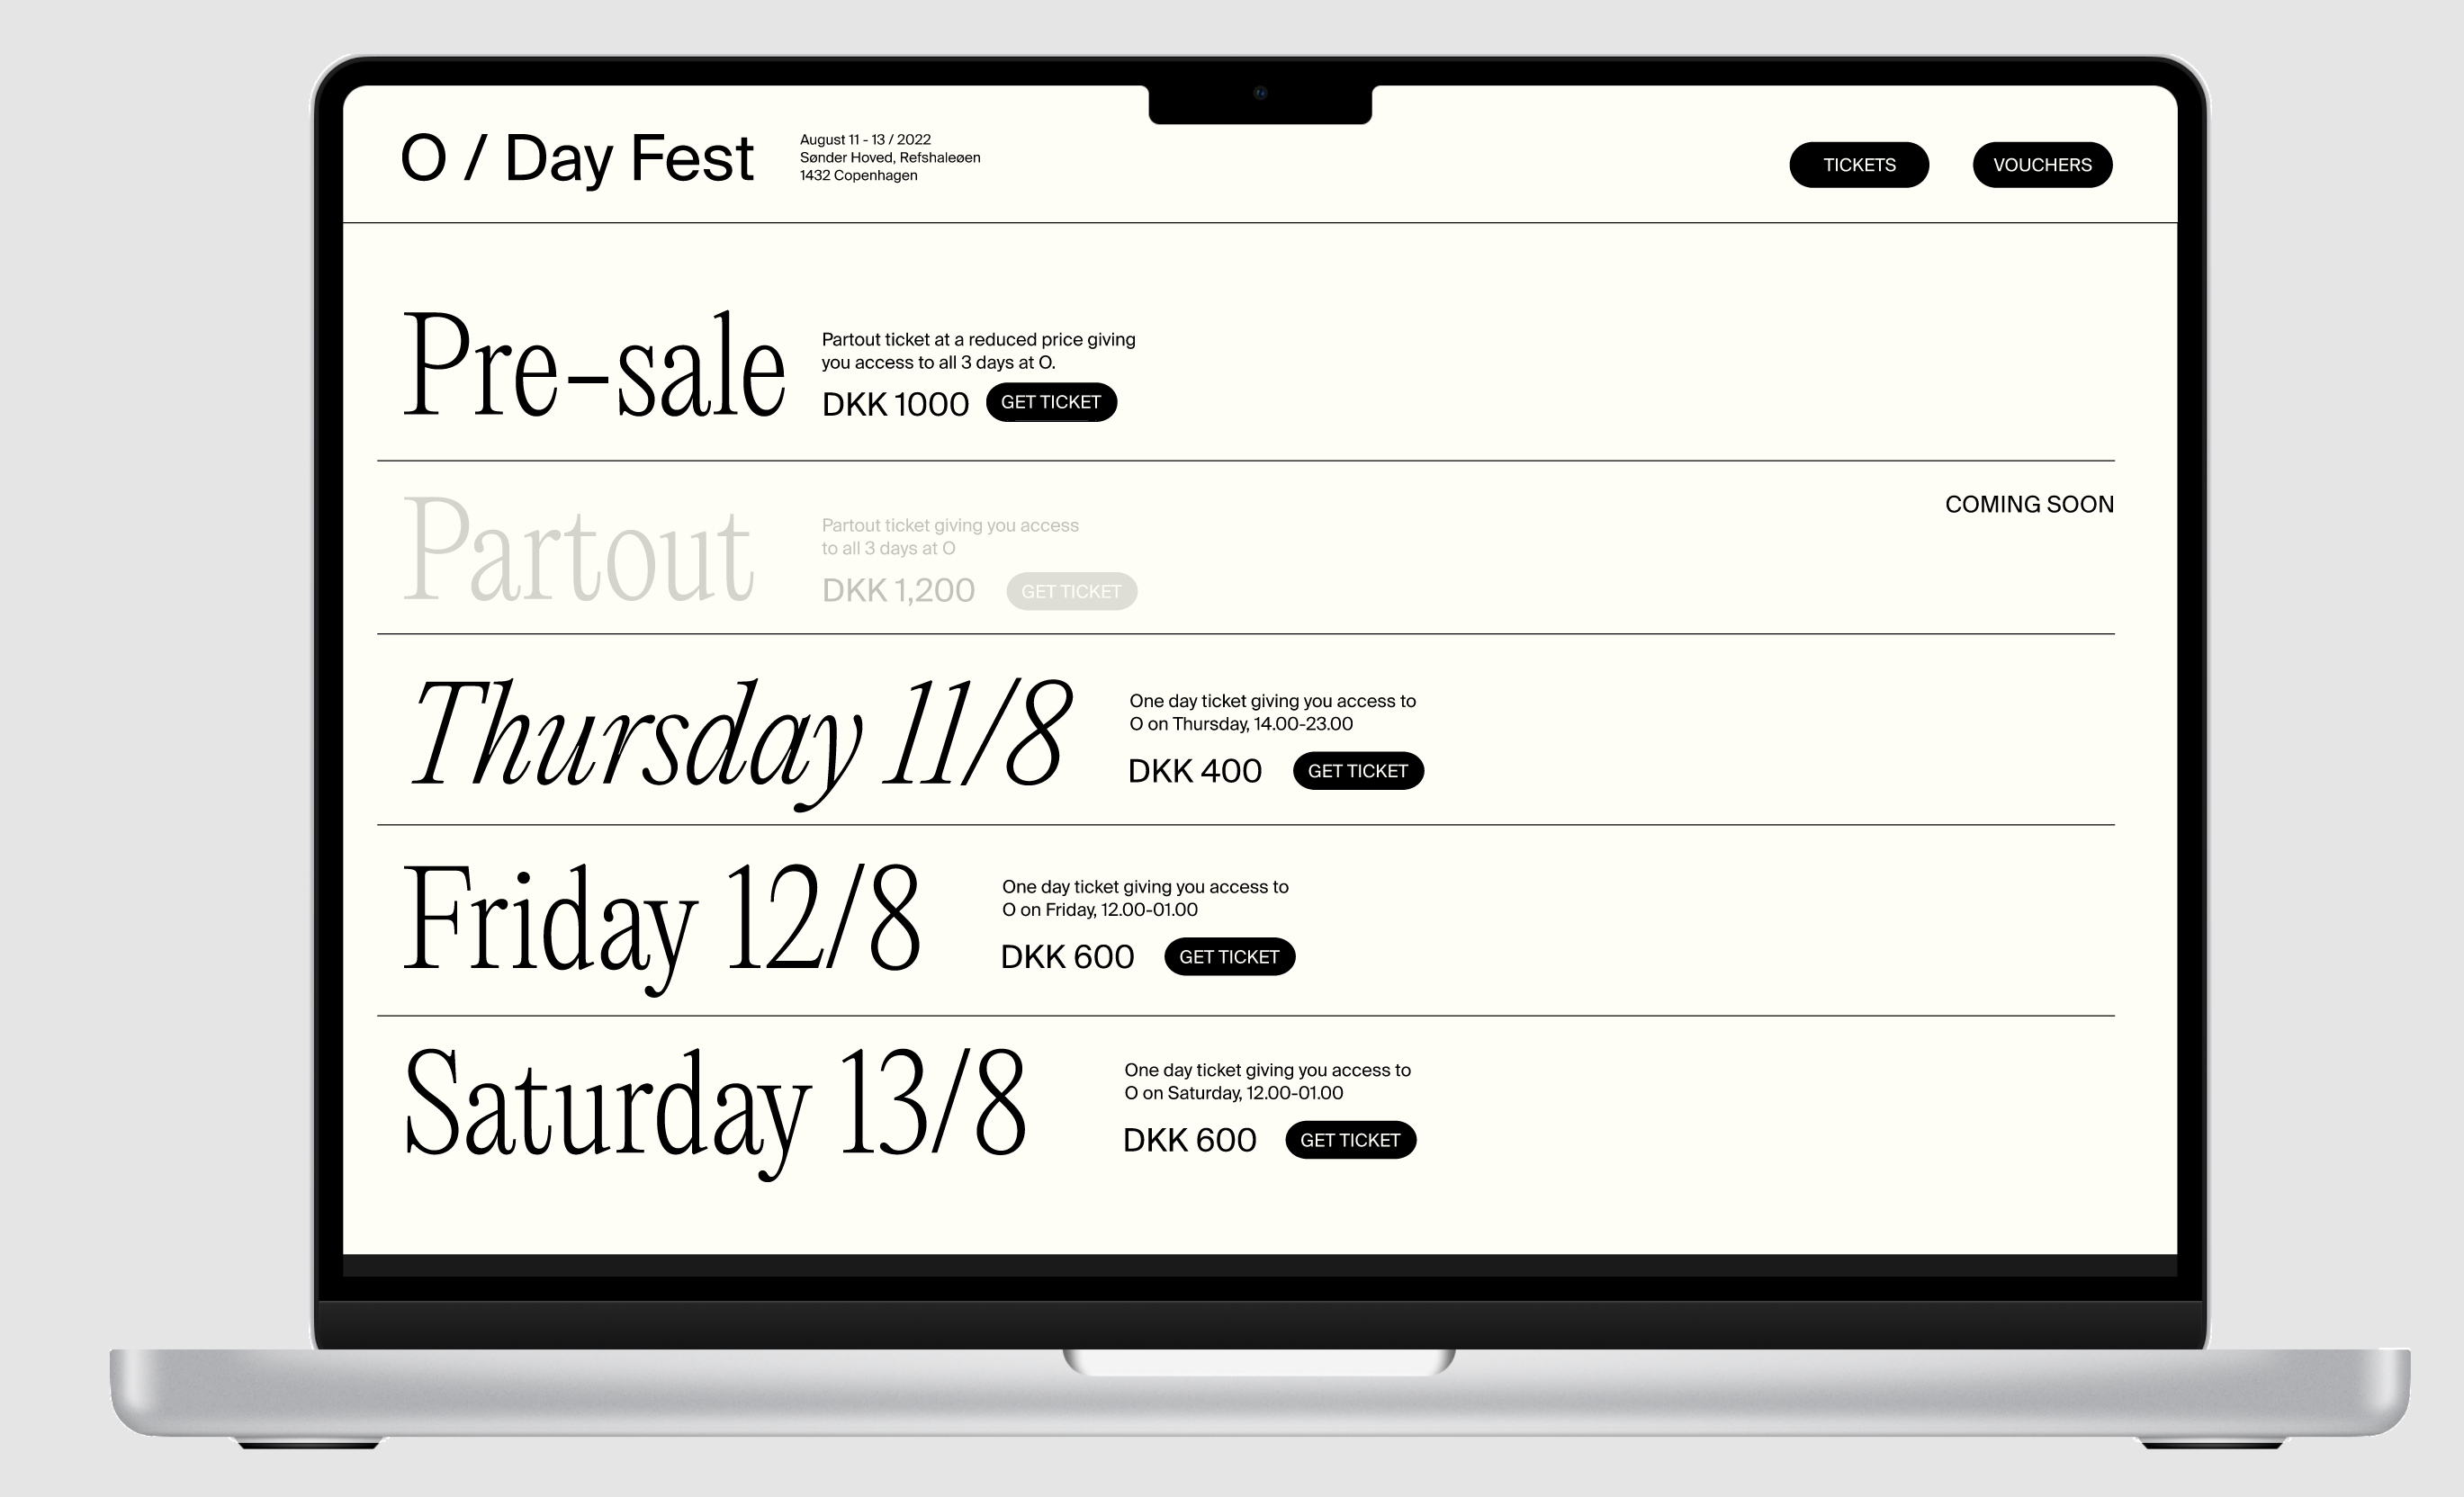 O / Day Fest
August 11 - 13 / 2022
Sønder Hoved, Refshaleøen
1432 Copenhagen
TICKETS
VOUCHERS
Pre-sale
Partout ticket at a reduced price giving
you access to all 3 days at O.
DKK 1000
GET TICKET
Partout
Partout ticket giving you access
to all 3 days at O
DKK 1,200
GET TICKET
COMING SOON
Thursday 11/8
One day ticket giving you access to
O on Thursday, 14.00-23.00
DKK 400
GET TICKET
Friday 12/8
One day ticket giving you access to
O on Friday, 12.00-01.00
DKK 600
GET TICKET
Saturday 13/8
One day ticket giving you access to
O on Saturday, 12.00-01.00
DKK 600
GET TICKET